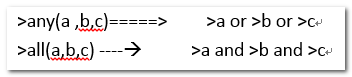 >any(a ,b,c)=====> >a or >b or >c↵
>all(a,b,c) ----→ >a and >b and >c↵